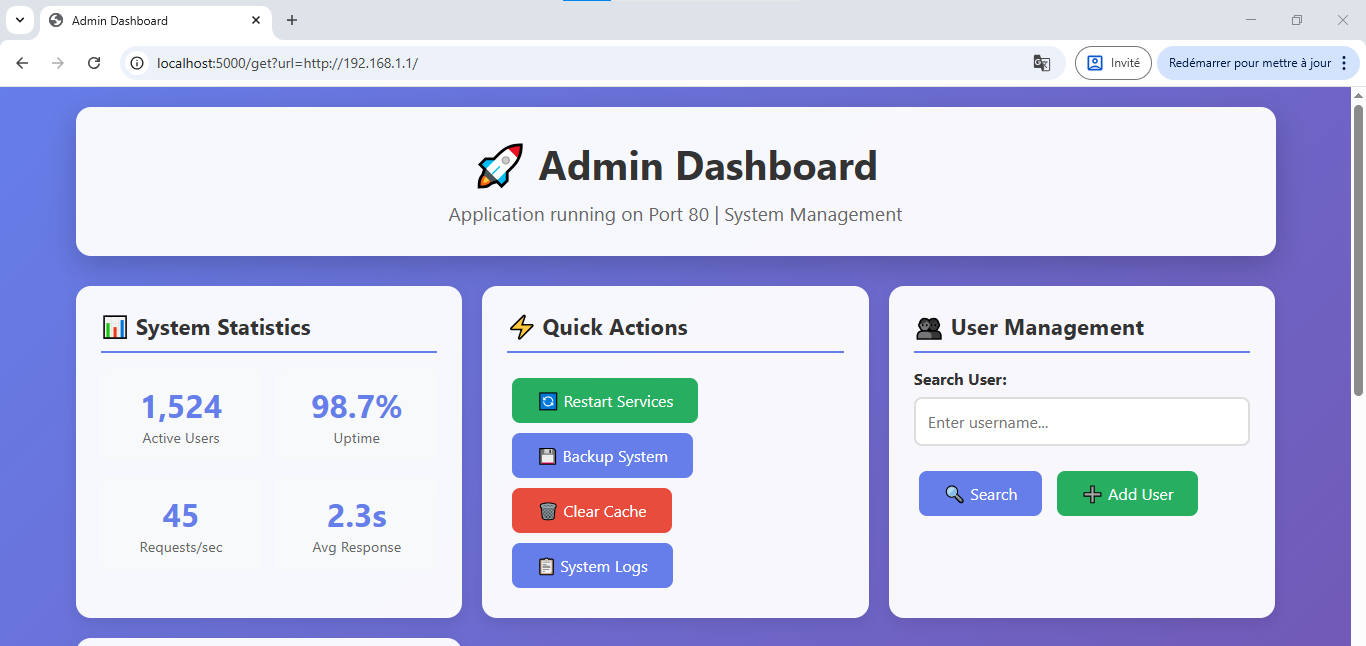 Admin Dashboard
localhost:5000/get?url=http://192.168.1.1/
Invité
Redémarrer pour mettre à jour
Admin Dashboard
Application running on Port 80 | System Management
System Statistics
1,524
Active Users
98.7%
Uptime
45
Requests/sec
2.3s
Avg Response
Quick Actions
Restart Services
Backup System
Clear Cache
System Logs
User Management
Search User:
Enter username...
Search
Add User